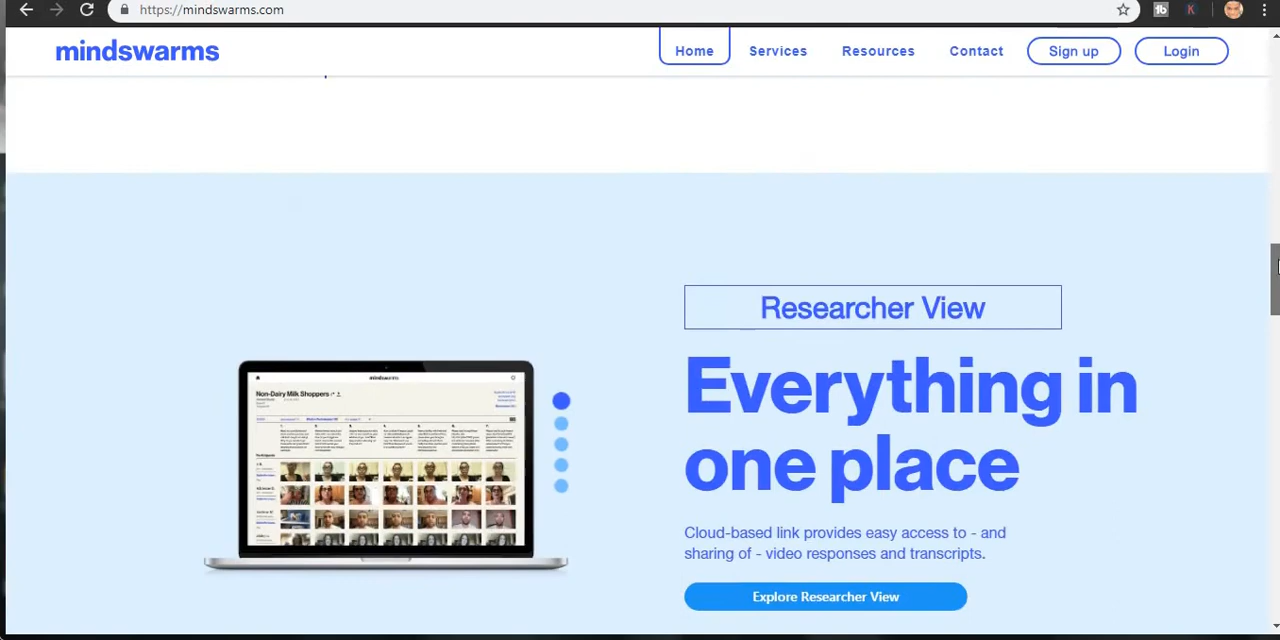 https://mindswarms.com
mindswarms
Home
Services
Resources
Contact
Sign up
Login
Researcher View
Everything in
one place
Cloud-based link provides easy access to - and
sharing of - video responses and transcripts.
Explore Researcher View
mindswarms
Non-Dairy Milk Shoppers
Participants